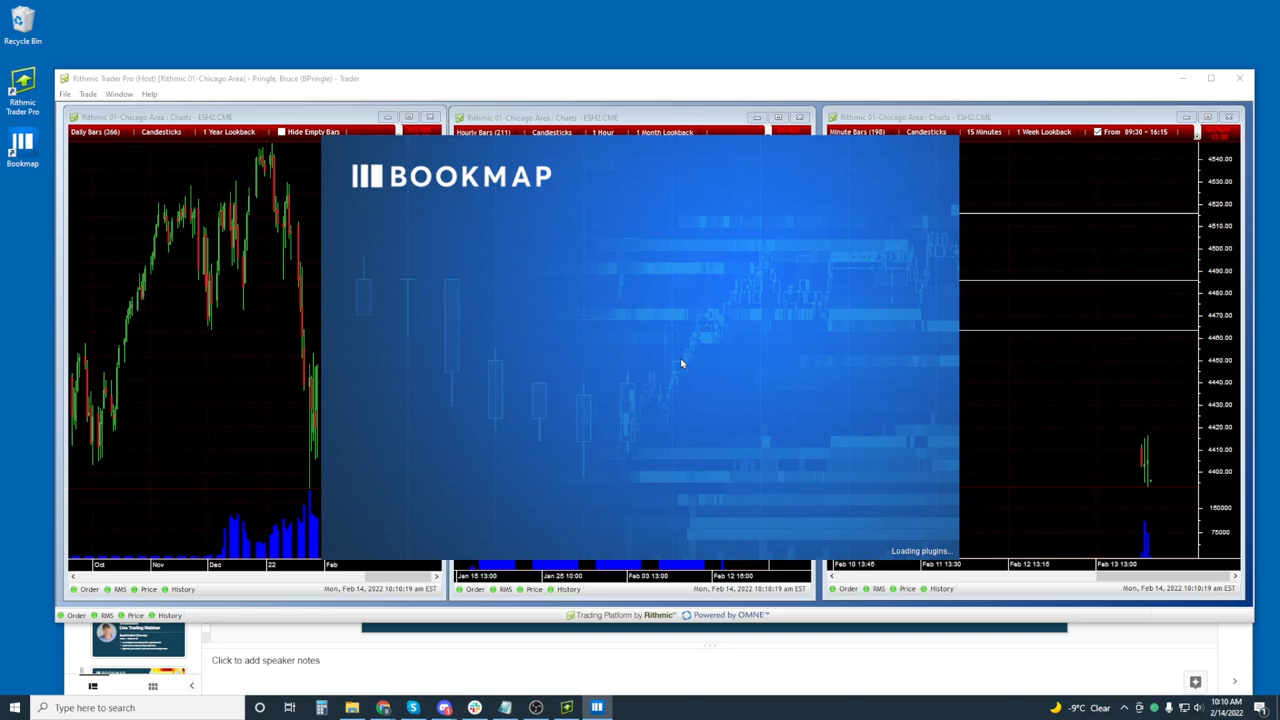 Recycle Bin
Rithmic Trader Pro
Bookmap
Rithmic Trader Pro (Host) [Rithmic 01-Chicago Area] - Pringle, Bruce (BPringle) - Trader
File Trade Window Help
Rithmic 01-Chicago Area : Charts - ESH2.CME
Daily Bars (366) Candlesticks 1 Year Lookback Hide Empty Bars
Oct Nov Dec '22 Feb
Order RMS Price History Mon, Feb 14, 2022 10:10:19 am EST
Rithmic 01-Chicago Area : Charts - ESH2.CME
Hourly Bars (211) Candlesticks 1 Hour 1 Month Lookback
Jan 16 13:00 Jan 25 10:00 Feb 03 13:00 Feb 12 16:00
Order RMS Price History Mon, Feb 14, 2022 10:10:19 am EST
Rithmic 01-Chicago Area : Charts - ESH2.CME
Minute Bars (198) Candlesticks 15 Minutes 1 Week Lookback From 09:30 - 16:15
4540.00
4530.00
4520.00
4510.00
4500.00
4490.00
4480.00
4470.00
4460.00
4450.00
4440.00
4430.00
4420.00
4410.00
4400.00
150000
75000
Feb 10 13:45 Feb 11 13:30 Feb 12 13:15 Feb 13 13:00
Order RMS Price History Mon, Feb 14, 2022 10:10:19 am EST
BOOKMAP
Loading plugins...
Order RMS Price History
Trading Platform by Rithmic™ Powered by OMNE™
Live Trading Webinar
8
Click to add speaker notes
Type here to search
-9°C Clear
10:10 AM
2/14/2022